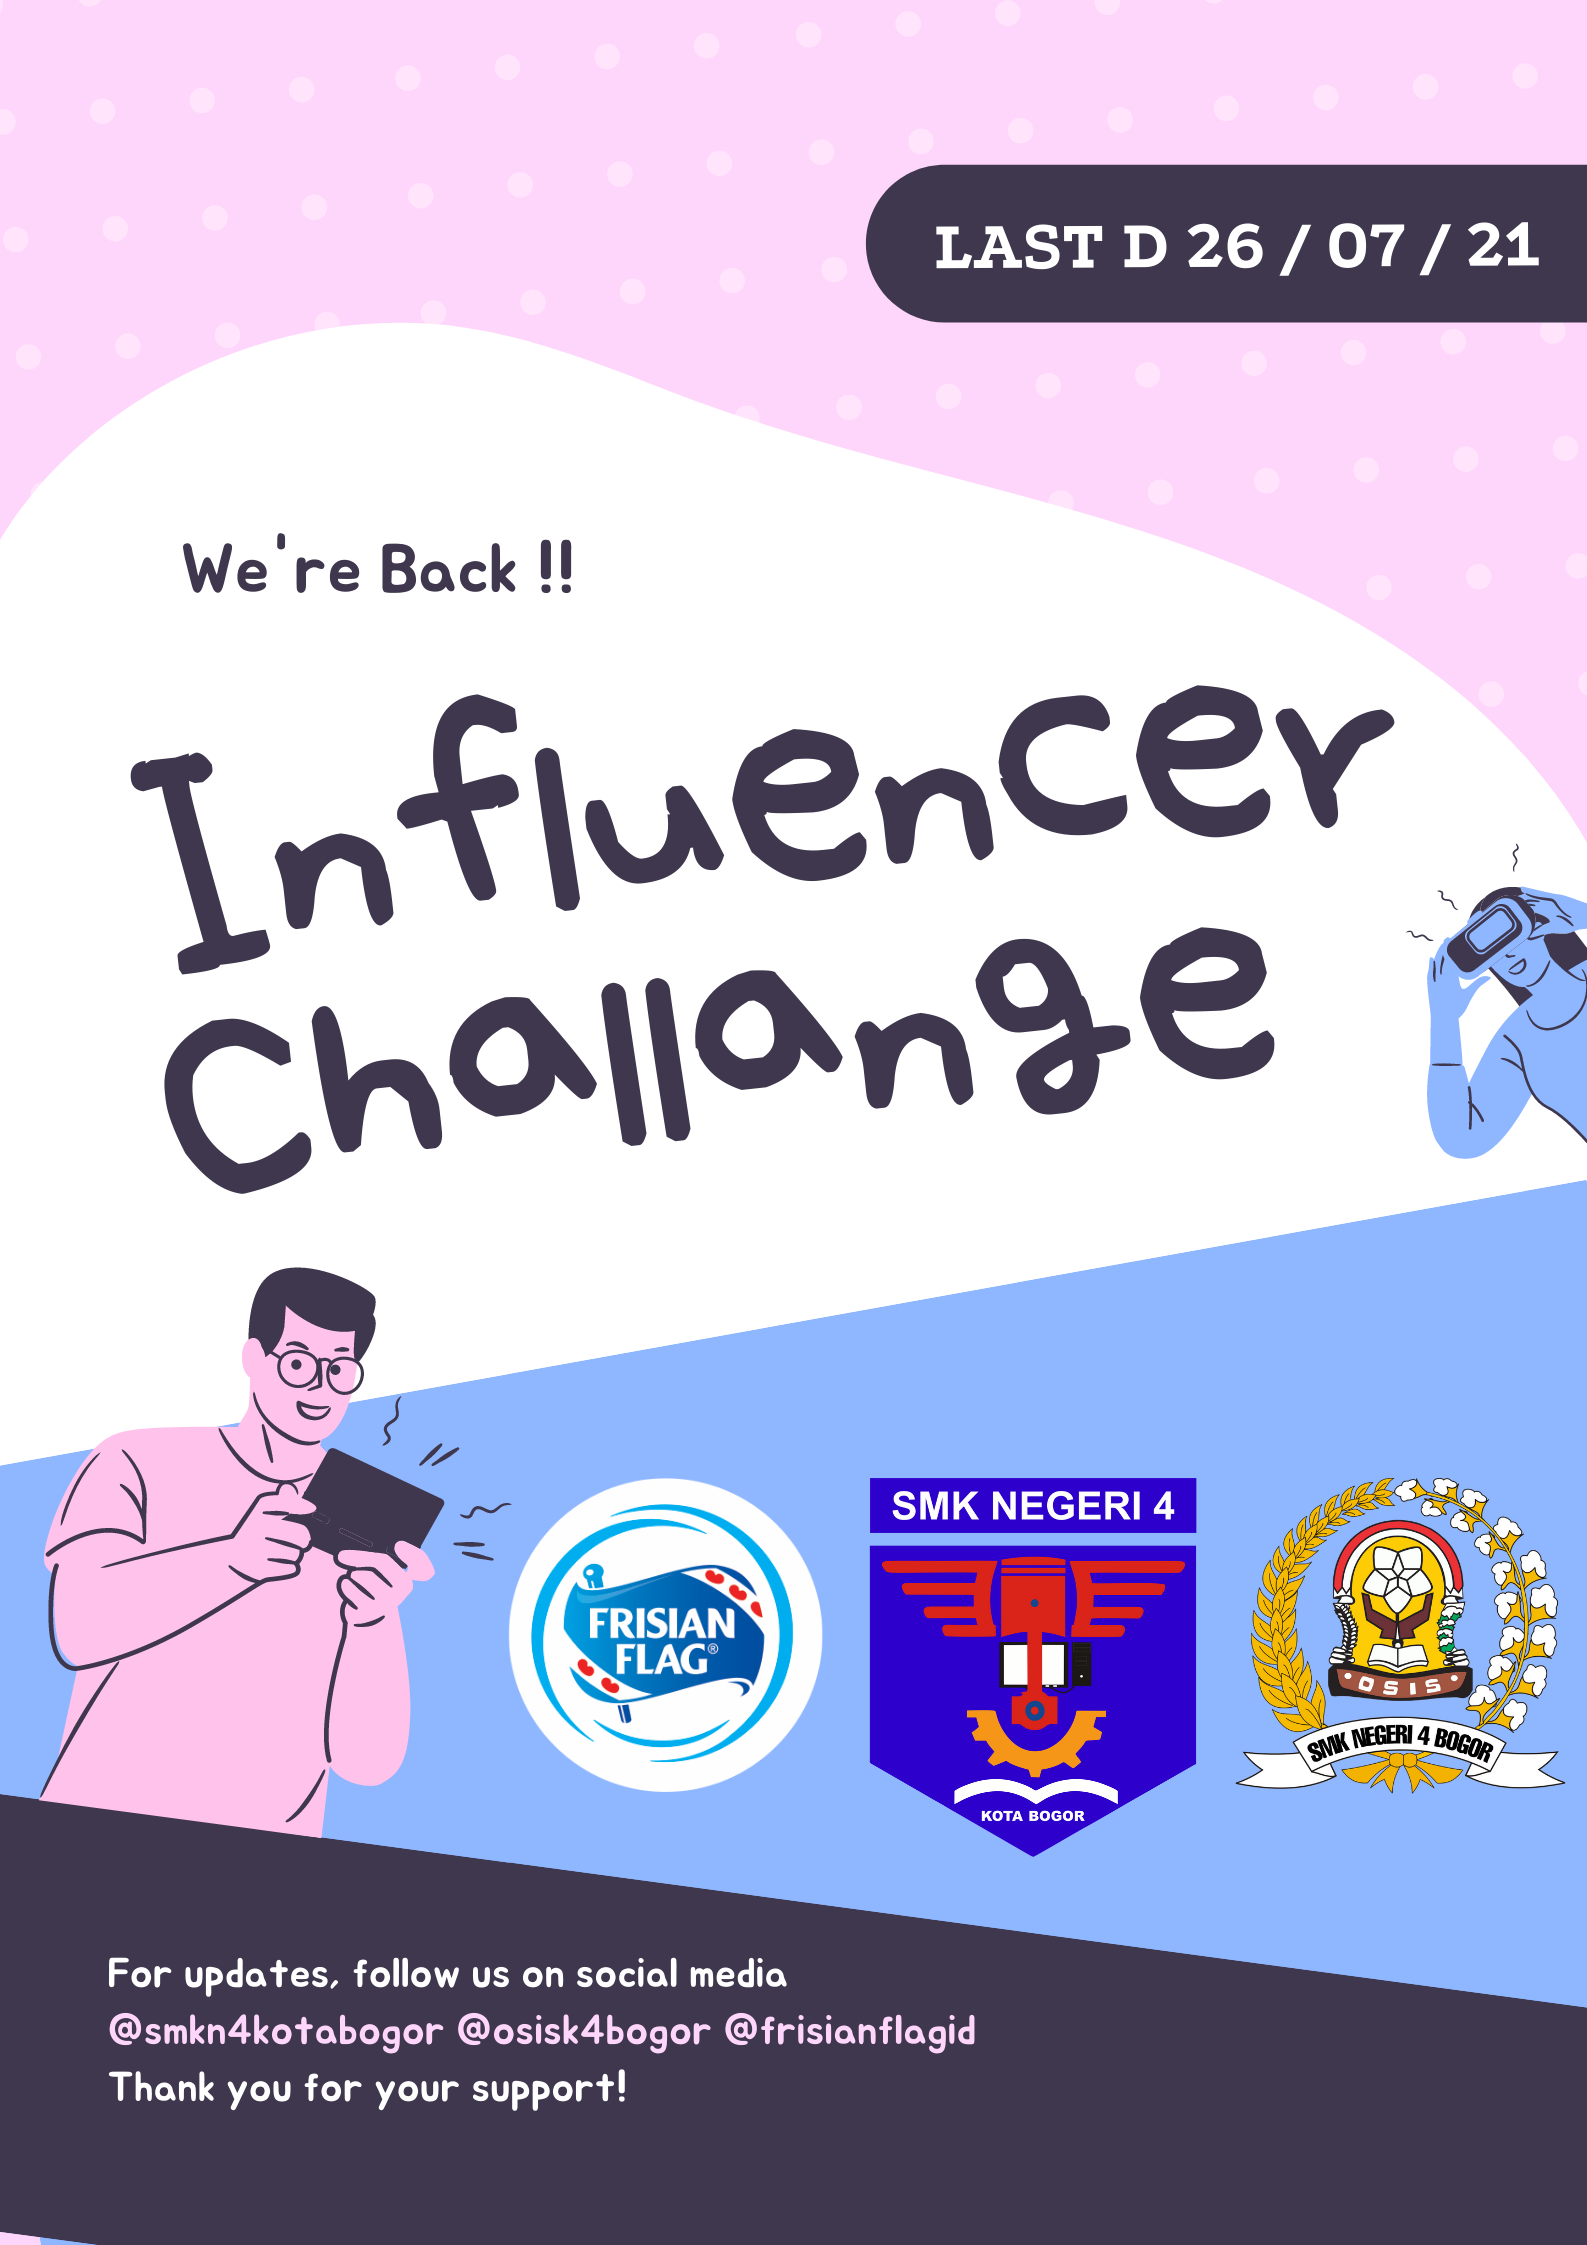 LAST D 26 / 07 / 21
We're Back !!
Influencer
Challange
FRISIAN
FLAG®
SMK NEGERI 4
KOTA BOGOR
OSIS
SMK NEGERI 4 BOGOR
For updates, follow us on social media
@smkn4kotabogor @osisk4bogor @frisianflagid
Thank you for your support!